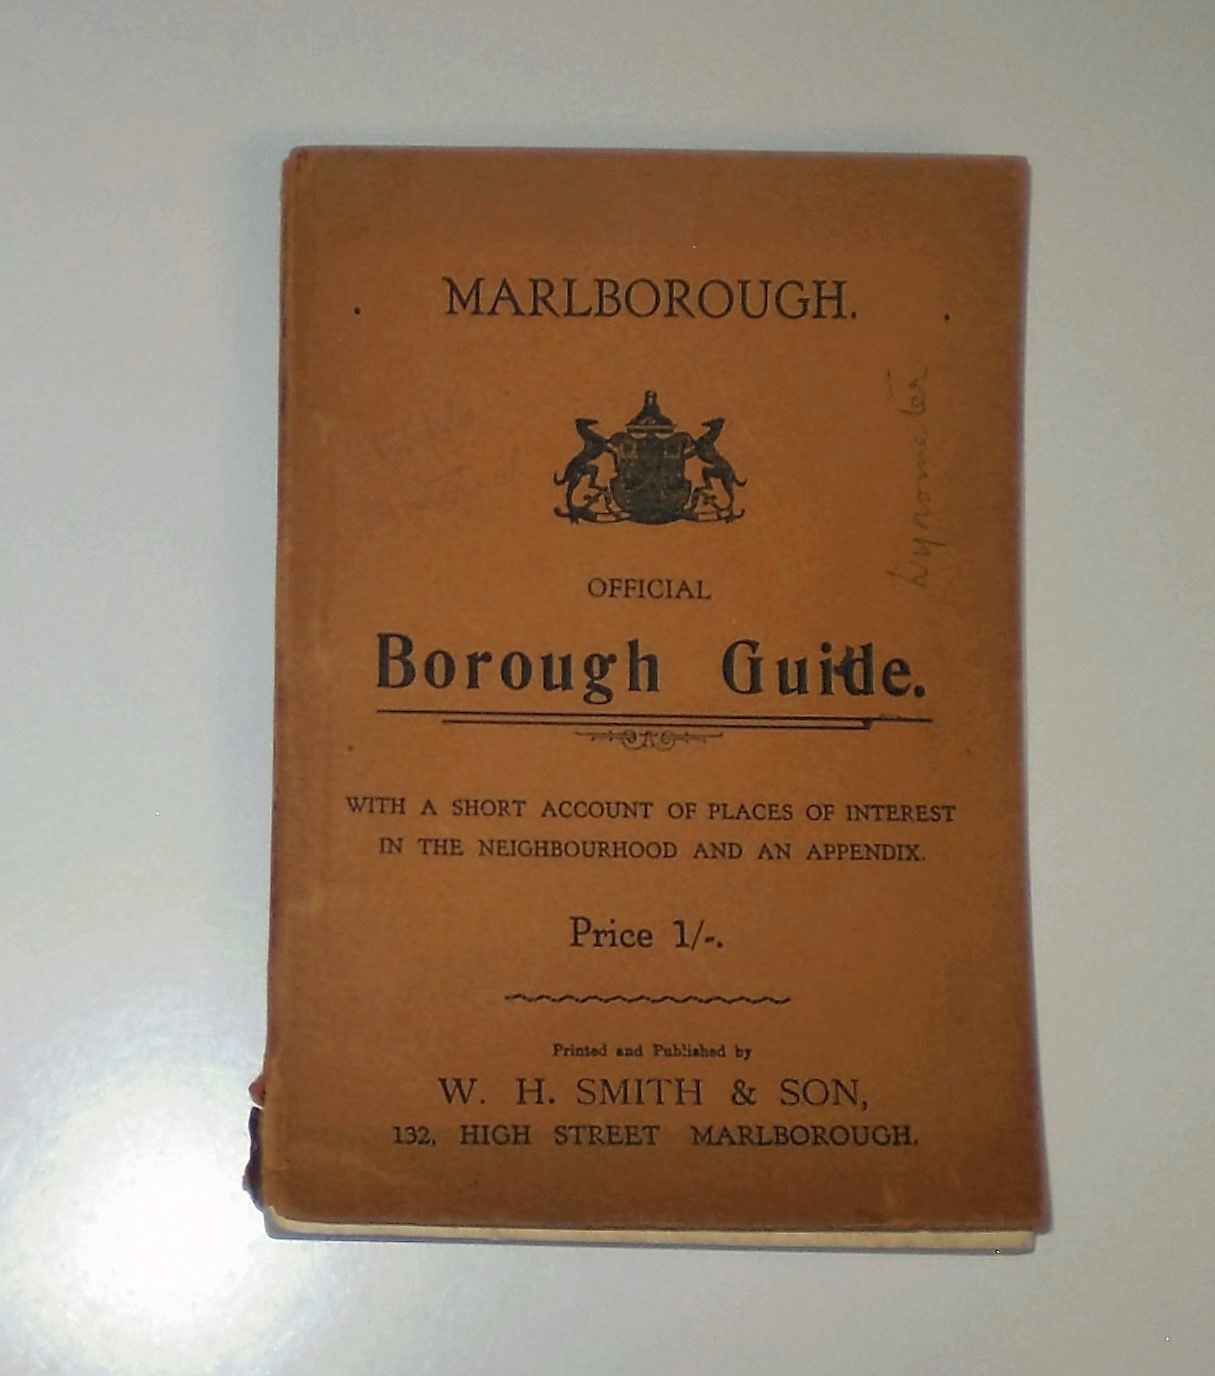 MARLBOROUGH.
OFFICIAL
Borough Guide.
WITH A SHORT ACCOUNT OF PLACES OF INTEREST
IN THE NEIGHBOURHOOD AND AN APPENDIX.
Price 1/-.
Printed and Published by
W. H. SMITH & SON,
132, HIGH STREET MARLBOROUGH.